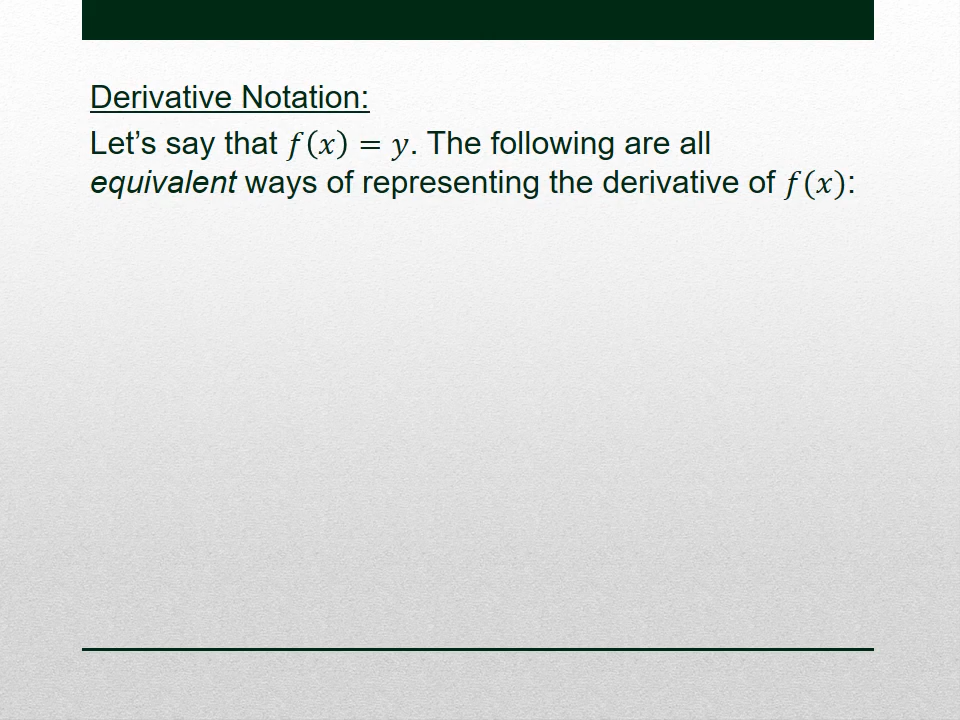 Derivative Notation:
Let’s say that 𝑓(𝑥) = 𝑦. The following are all
equivalent ways of representing the derivative of 𝑓(𝑥):